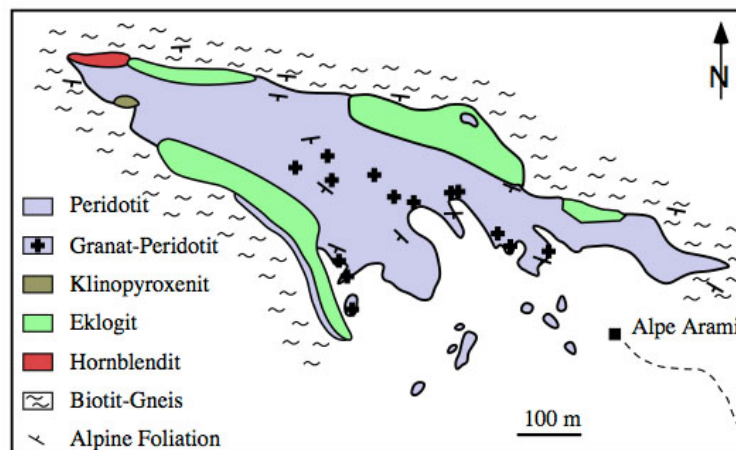 N
Peridotit
Granat-Peridotit
Klinopyroxenit
Eklogit
Hornblendit
Biotit-Gneis
Alpine Foliation
Alpe Arami
100 m